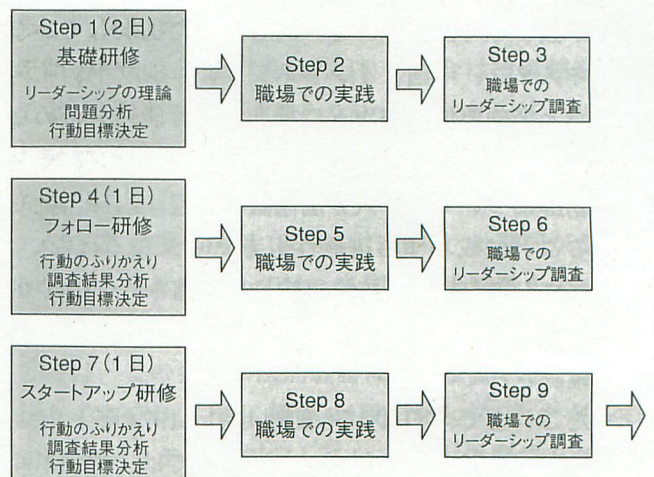 Step 1(2日)
基礎研修
リーダーシップの理論
問題分析
行動目標決定
Step 2
職場での実践
Step 3
職場での
リーダーシップ調査
Step 4(1日)
フォロー研修
行動のふりかえり
調査結果分析
行動目標決定
Step 5
職場での実践
Step 6
職場での
リーダーシップ調査
Step 7(1日)
スタートアップ研修
行動のふりかえり
調査結果分析
行動目標決定
Step 8
職場での実践
Step 9
職場での
リーダーシップ調査